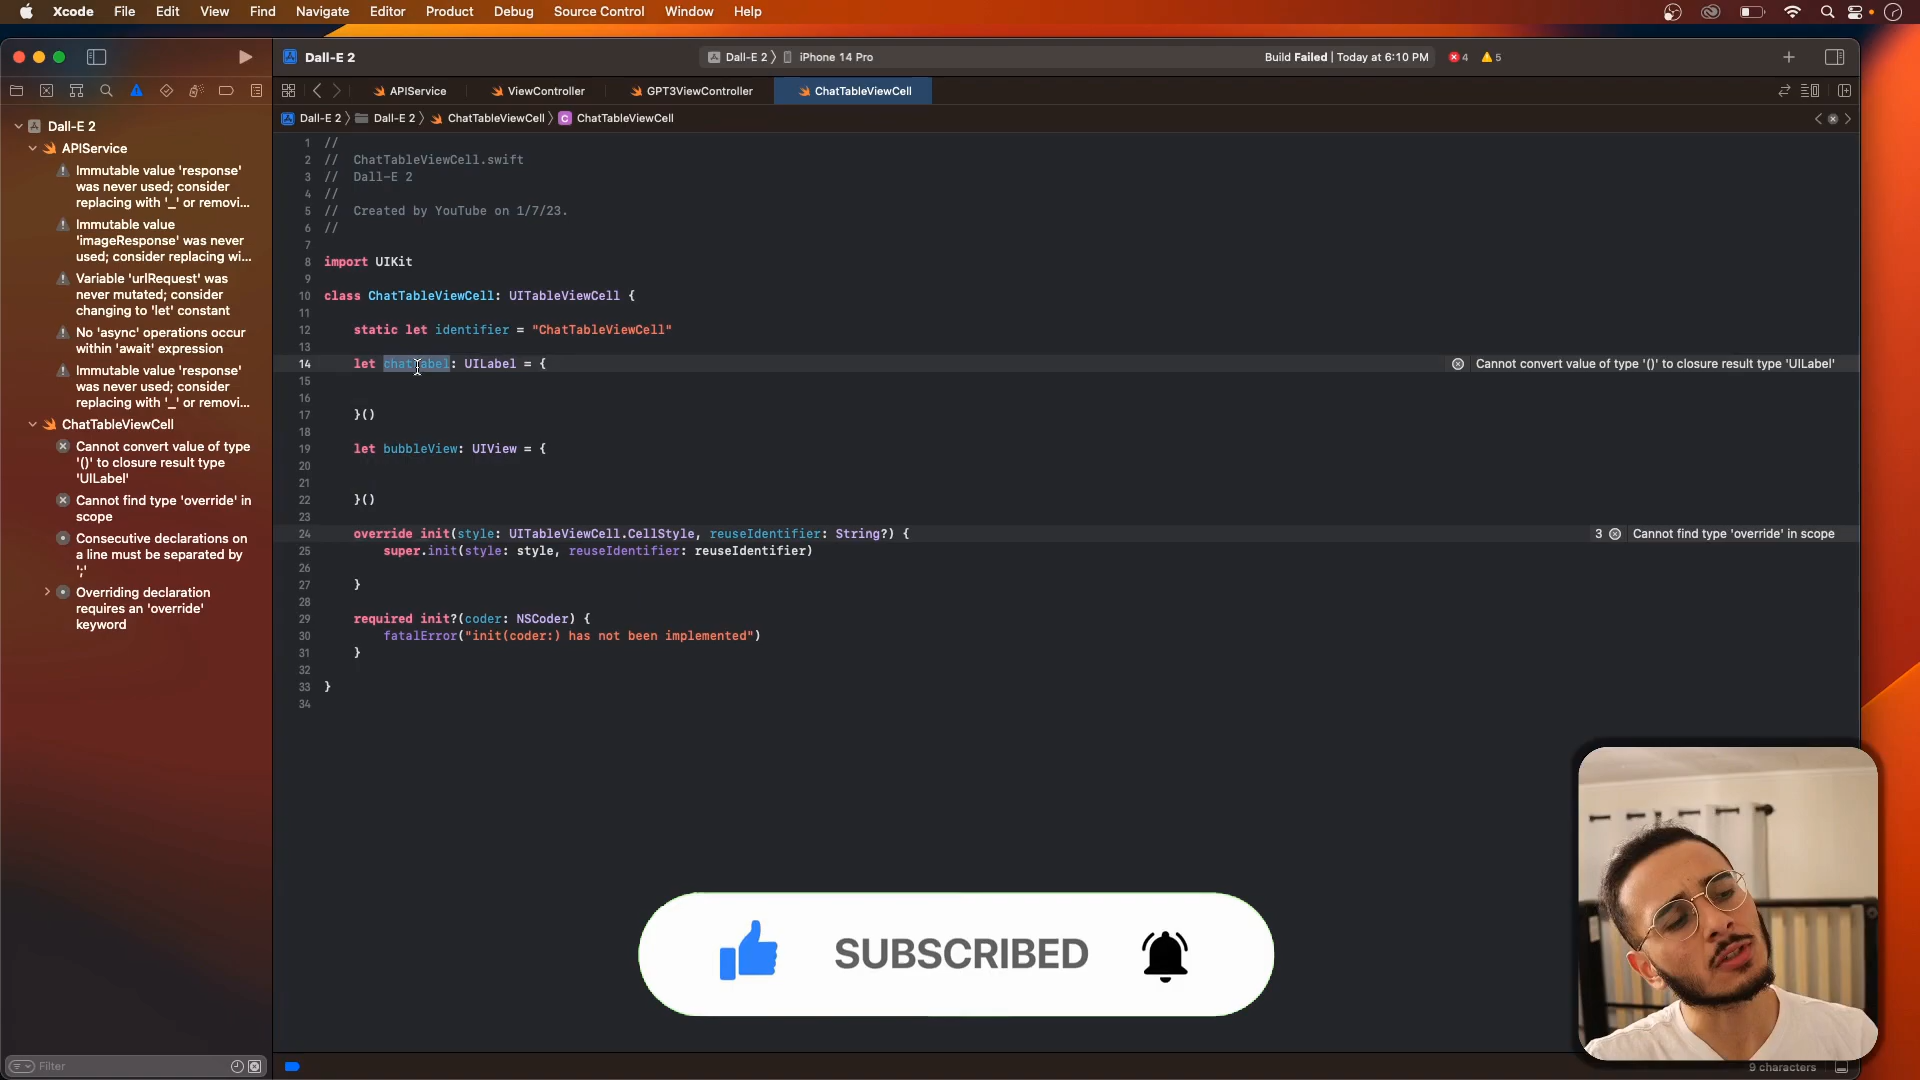 Xcode File Edit View Find Navigate Editor Product Debug Source Control Window Help
Dall-E 2
Dall-E 2 〉 iPhone 14 Pro
Build Failed | Today at 6:10 PM
4
5
APIService
ViewController
GPT3ViewController
ChatTableViewCell
Dall-E 2 〉 Dall-E 2 〉 ChatTableViewCell 〉 C ChatTableViewCell
Dall-E 2
APIService
Immutable value 'response'
was never used; consider
replacing with '_' or removi...
Immutable value
'imageResponse' was never
used; consider replacing wi...
Variable 'urlRequest' was
never mutated; consider
changing to 'let' constant
No 'async' operations occur
within 'await' expression
Immutable value 'response'
was never used; consider
replacing with '_' or removi...
ChatTableViewCell
Cannot convert value of type
'()' to closure result type
'UILabel'
Cannot find type 'override' in
scope
Consecutive declarations on
a line must be separated by
';'
Overriding declaration
requires an 'override'
keyword
Filter
1 //
2 // ChatTableViewCell.swift
3 // Dall-E 2
4 //
5 // Created by YouTube on 1/7/23.
6 //
7
8 import UIKit
9
10 class ChatTableViewCell: UITableViewCell {
11
12 static let identifier = "ChatTableViewCell"
13
14 let chatLabel: UILabel = {
Cannot convert value of type '()' to closure result type 'UILabel'
15
16
17 }()
18
19 let bubbleView: UIView = {
20
21
22 }()
23
24 override init(style: UITableViewCell.CellStyle, reuseIdentifier: String?) {
3 Cannot find type 'override' in scope
25 super.init(style: style, reuseIdentifier: reuseIdentifier)
26
27 }
28
29 required init?(coder: NSCoder) {
30 fatalError("init(coder:) has not been implemented")
31 }
32
33 }
34
SUBSCRIBED
9 characters